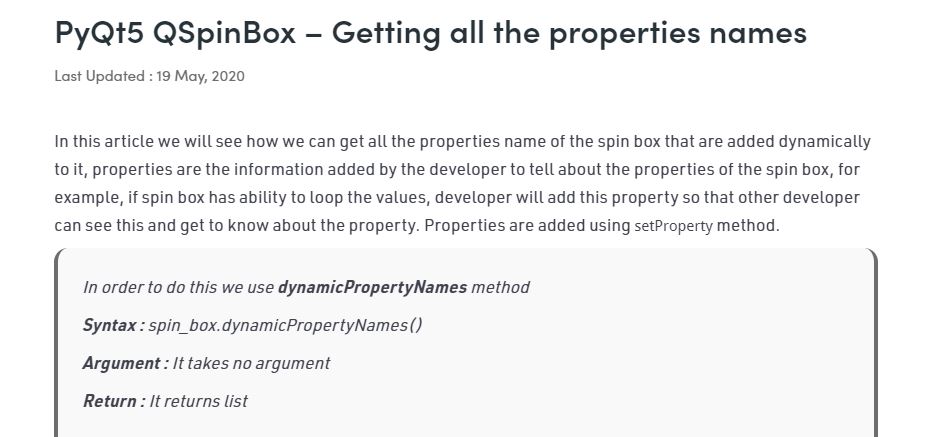 PyQt5 QSpinBox – Getting all the properties names
Last Updated : 19 May, 2020
In this article we will see how we can get all the properties name of the spin box that are added dynamically
to it, properties are the information added by the developer to tell about the properties of the spin box, for
example, if spin box has ability to loop the values, developer will add this property so that other developer
can see this and get to know about the property. Properties are added using setProperty method.
In order to do this we use dynamicPropertyNames method
Syntax : spin_box.dynamicPropertyNames()
Argument : It takes no argument
Return : It returns list